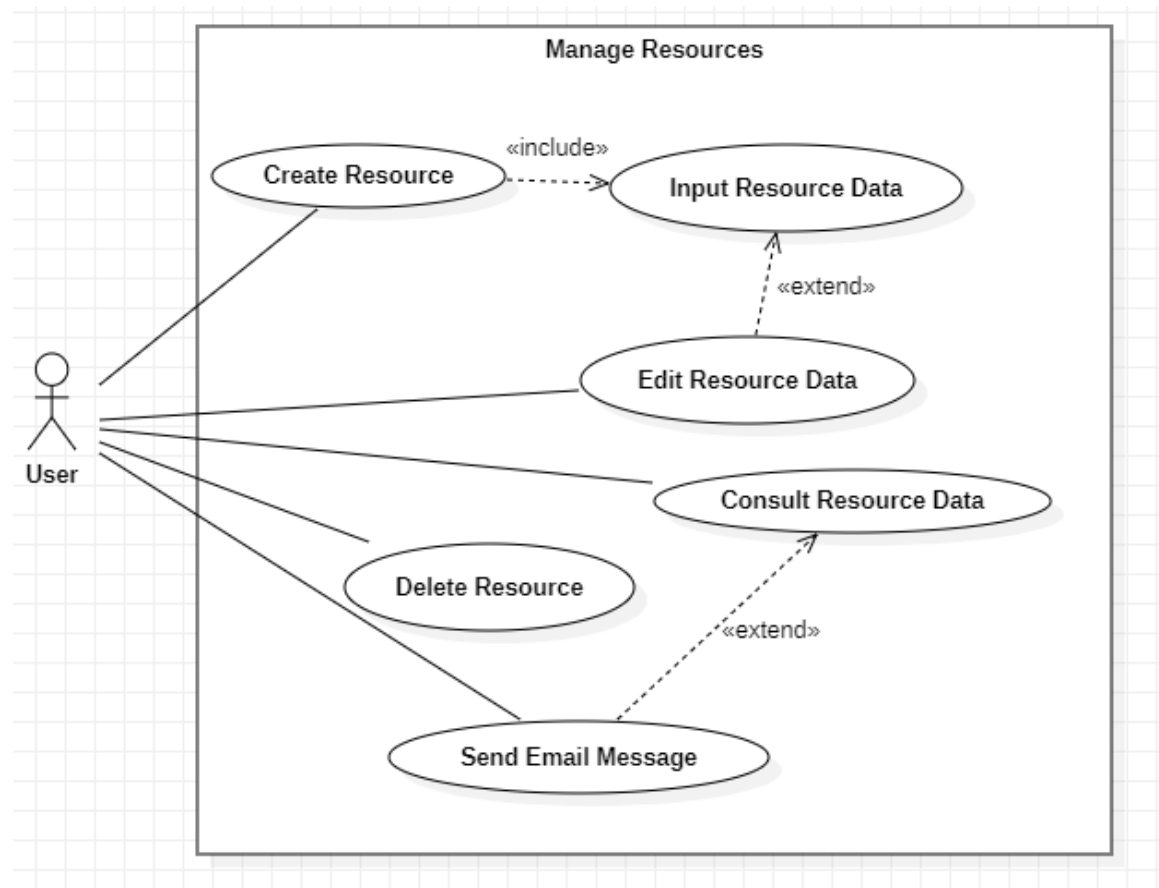 Manage Resources
«include»
Create Resource
Input Resource Data
«extend»
Edit Resource Data
User
Consult Resource Data
Delete Resource
«extend»
Send Email Message